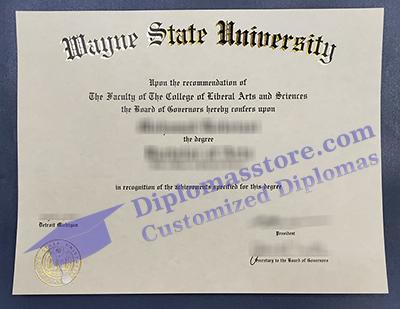 Wayne State University
Upon the recommendation of
The Faculty of The College of Liberal Arts and Sciences
the Board of Governors hereby confers upon
the degree
in recognition of the achievements specified for this degree
Diplomasstore.com
Customized Diplomas
Detroit Michigan
President
Secretary to the Board of Governors